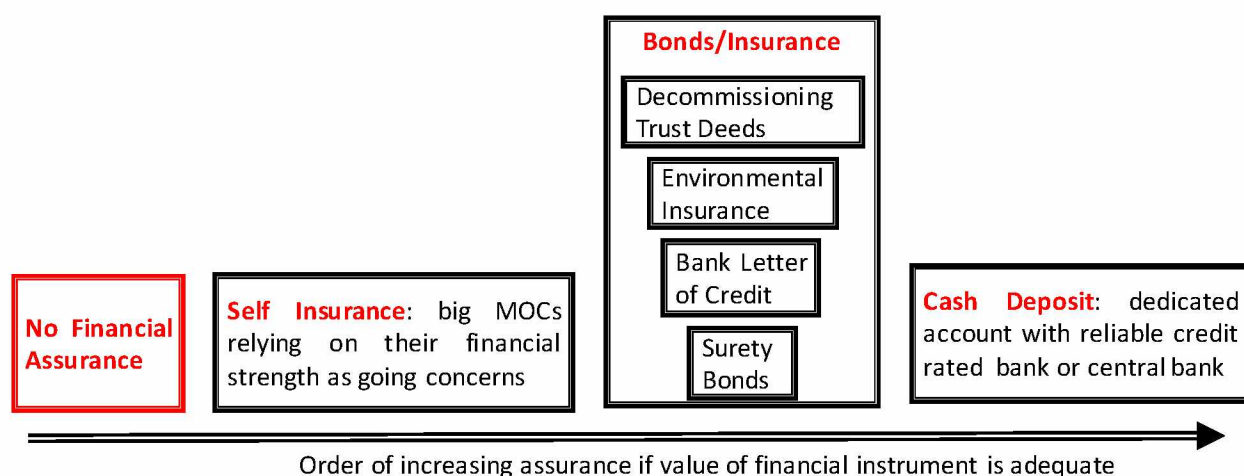 Bonds/Insurance
Decommissioning
Trust Deeds
Environmental
Insurance
Bank Letter
of Credit
Surety
Bonds
No Financial
Assurance
Self Insurance: big MOCs
relying on their financial
strength as going concerns
Cash Deposit: dedicated
account with reliable credit
rated bank or central bank
Order of increasing assurance if value of financial instrument is adequate